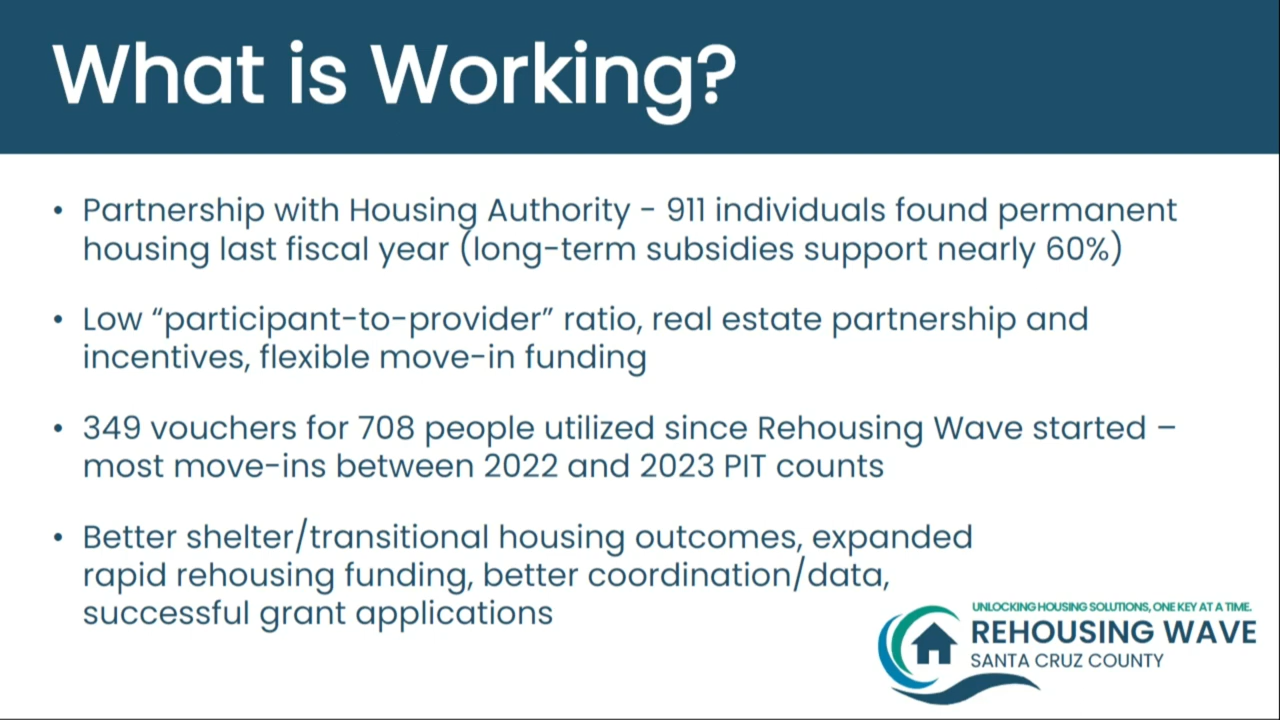 What is Working?
• Partnership with Housing Authority - 911 individuals found permanent
housing last fiscal year (long-term subsidies support nearly 60%)
• Low “participant-to-provider” ratio, real estate partnership and
incentives, flexible move-in funding
• 349 vouchers for 708 people utilized since Rehousing Wave started –
most move-ins between 2022 and 2023 PIT counts
• Better shelter/transitional housing outcomes, expanded
rapid rehousing funding, better coordination/data,
successful grant applications
UNLOCKING HOUSING SOLUTIONS, ONE KEY AT A TIME.
REHOUSING WAVE
SANTA CRUZ COUNTY